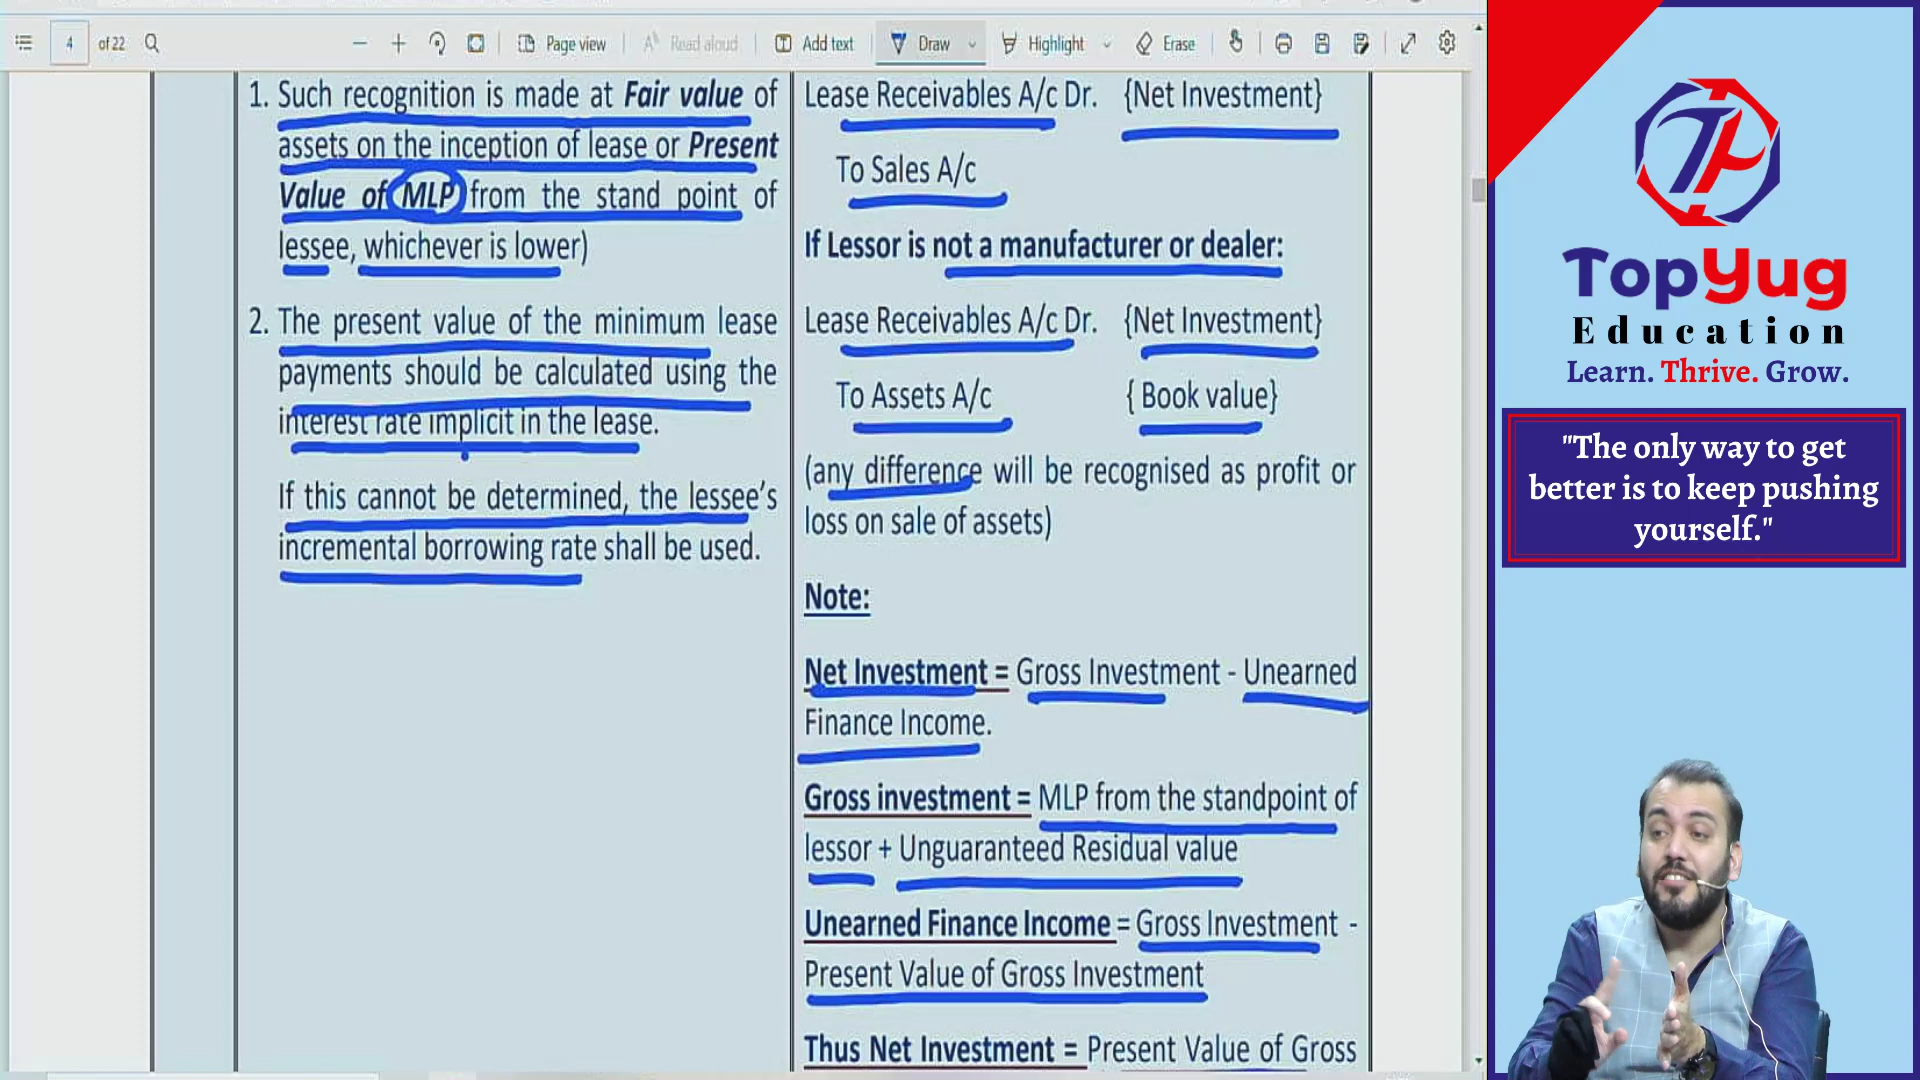 4 of 22
Page view
Read aloud
Add text
Draw
Highlight
Erase
1. Such recognition is made at Fair value of
assets on the inception of lease or Present
Value of MLP from the stand point of
lessee, whichever is lower)
2. The present value of the minimum lease
payments should be calculated using the
interest rate implicit in the lease.
If this cannot be determined, the lessee's
incremental borrowing rate shall be used.
Lease Receivables A/c Dr. {Net Investment}
To Sales A/c
If Lessor is not a manufacturer or dealer:
Lease Receivables A/c Dr. {Net Investment}
To Assets A/c { Book value}
(any difference will be recognised as profit or
loss on sale of assets)
Note:
Net Investment = Gross Investment - Unearned
Finance Income.
Gross investment = MLP from the standpoint of
lessor + Unguaranteed Residual value
Unearned Finance Income = Gross Investment -
Present Value of Gross Investment
Thus Net Investment = Present Value of Gross
TopYug
Education
Learn. Thrive. Grow.
"The only way to get
better is to keep pushing
yourself."